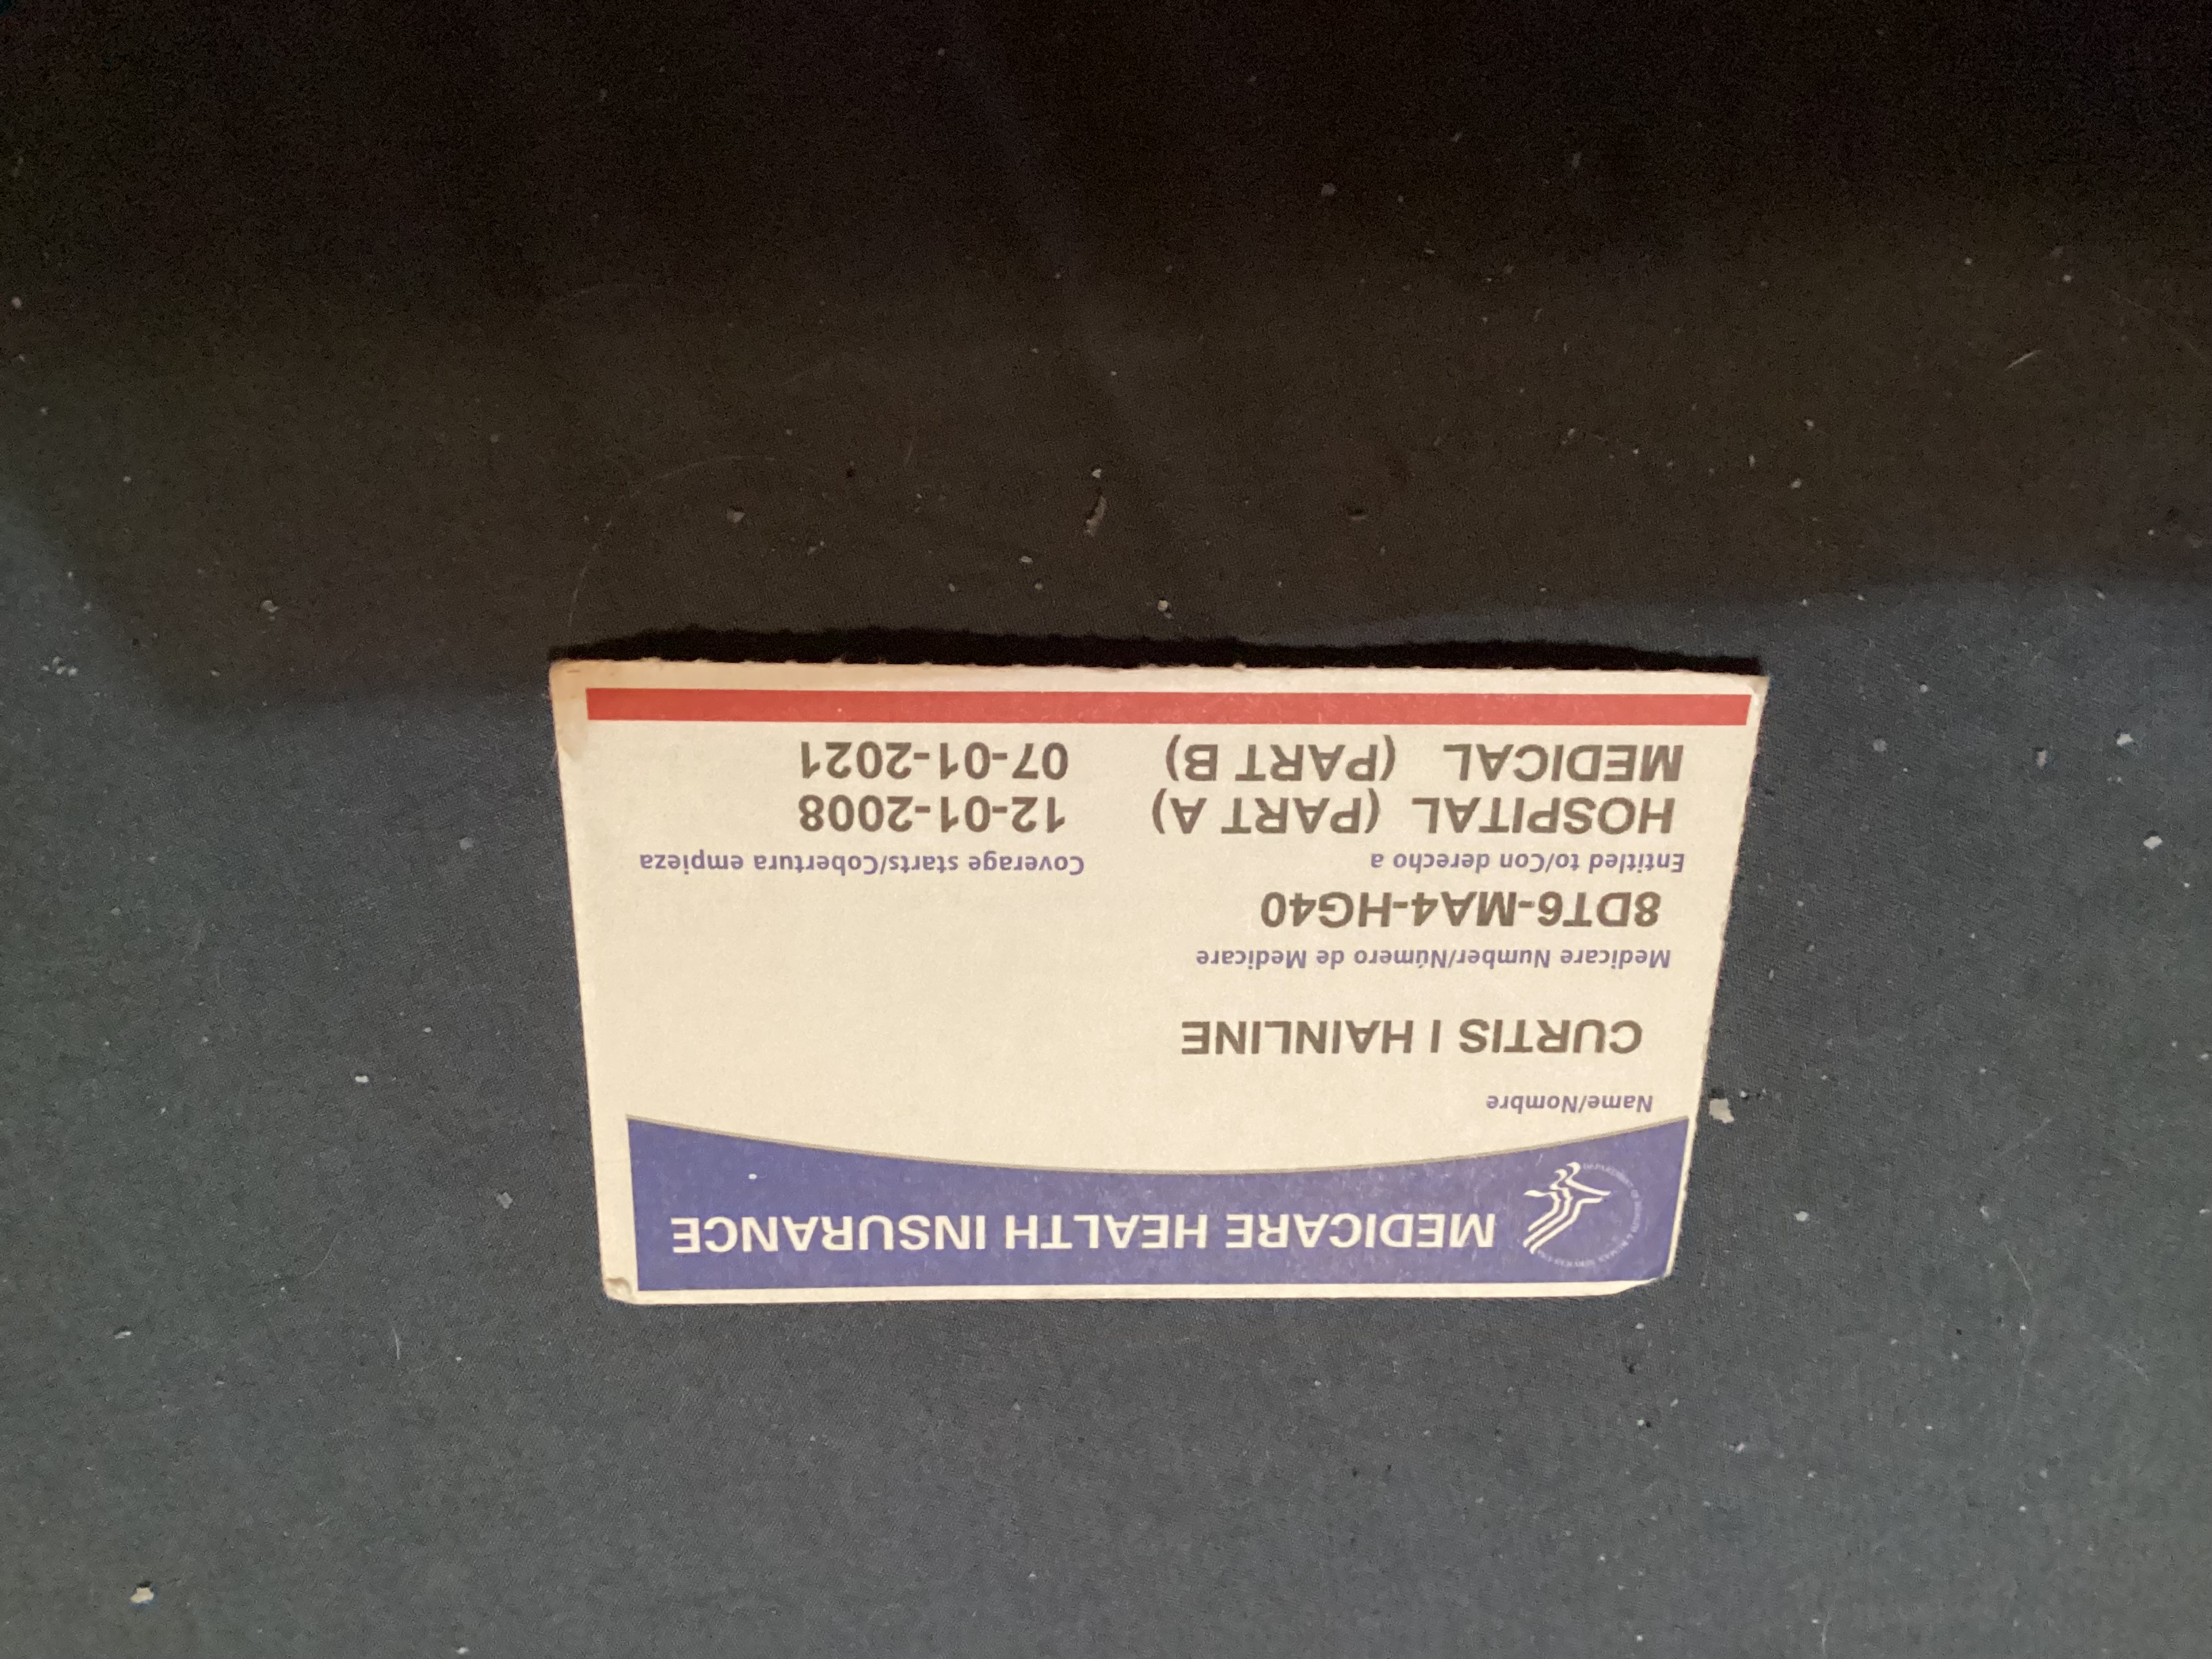 MEDICARE HEALTH INSURANCE
Name/Nombre
CURTIS I HAINLINE
Medicare Number/Número de Medicare
8DT6-MA4-HG40
Entitled to/Con derecho a Coverage starts/Cobertura empieza
HOSPITAL (PART A) 12-01-2008
MEDICAL (PART B) 07-01-2021